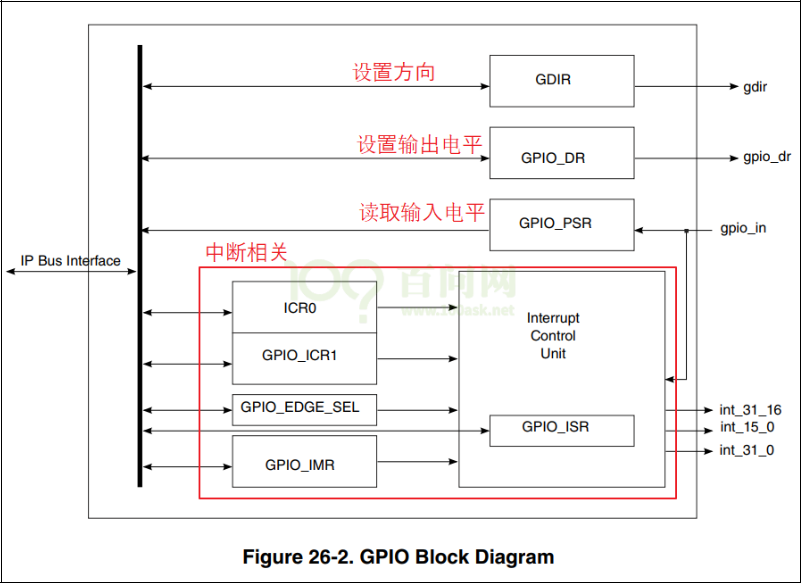 设置方向
GDIR
gdir
设置输出电平
GPIO_DR
gpio_dr
读取输入电平
GPIO_PSR
gpio_in
IP Bus Interface
中断相关
100 百问网
www.100ask.net
ICR0
GPIO_ICR1
GPIO_EDGE_SEL
GPIO_IMR
Interrupt
Control
Unit
GPIO_ISR
int_31_16
int_15_0
int_31_0
Figure 26-2. GPIO Block Diagram